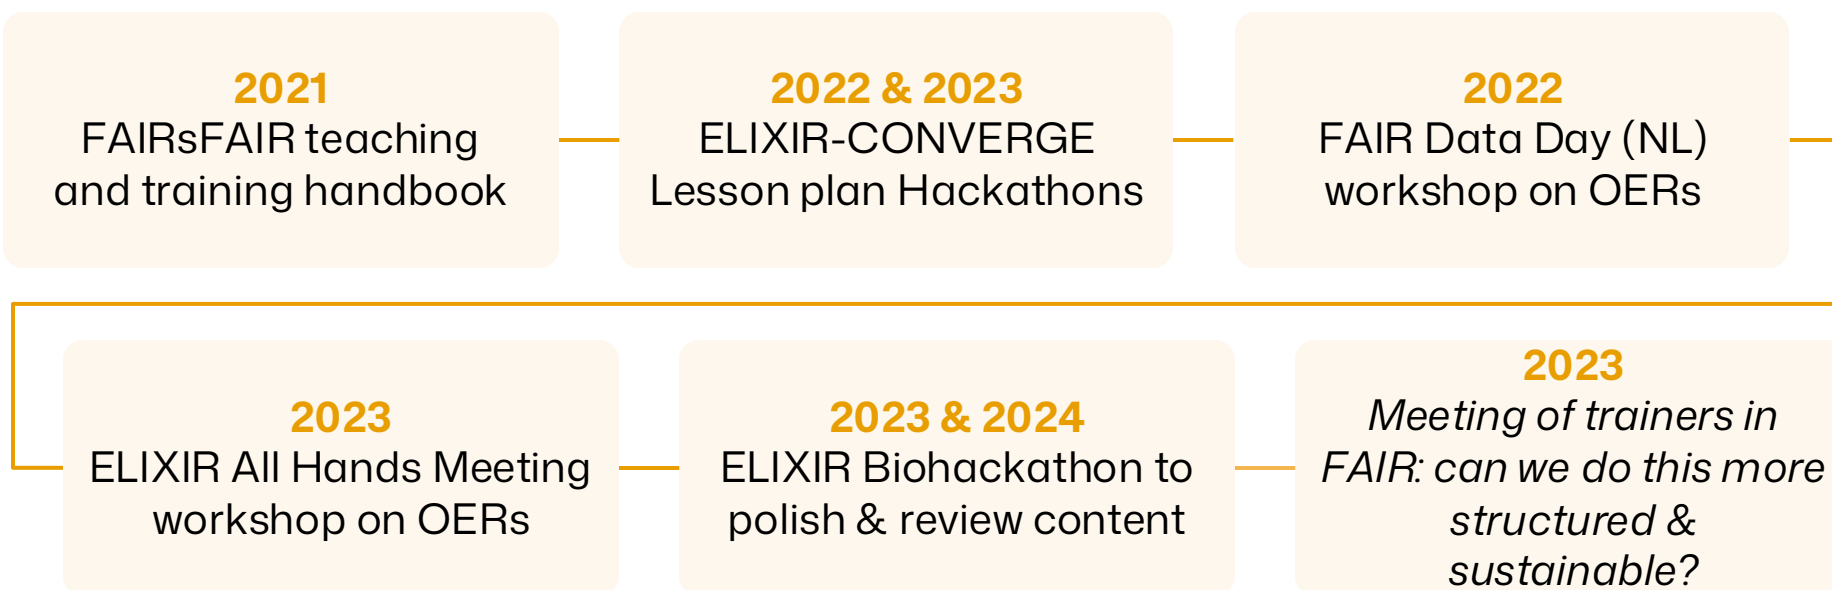 2021
FAIRsFAIR teaching
and training handbook
2022 & 2023
ELIXIR-CONVERGE
Lesson plan Hackathons
2022
FAIR Data Day (NL)
workshop on OERs
2023
ELIXIR All Hands Meeting
workshop on OERs
2023 & 2024
ELIXIR Biohackathon to
polish & review content
2023
Meeting of trainers in
FAIR: can we do this more
structured &
sustainable?